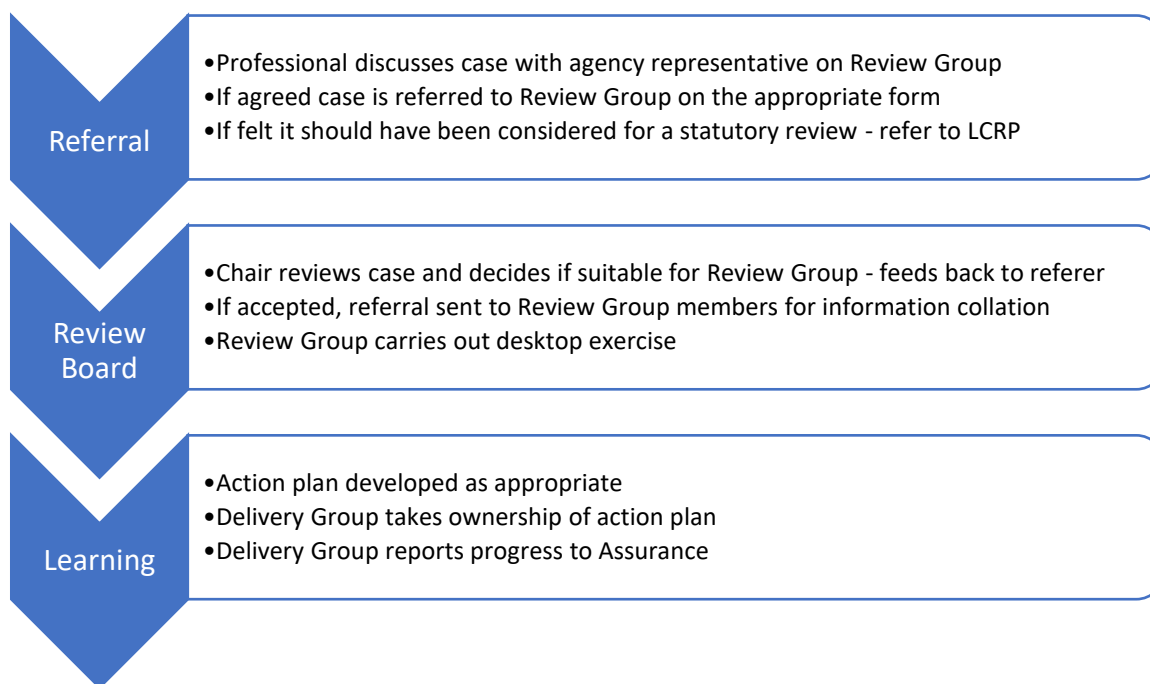 Referral
•Professional discusses case with agency representative on Review Group
•If agreed case is referred to Review Group on the appropriate form
•If felt it should have been considered for a statutory review - refer to LCRP
Review
Board
•Chair reviews case and decides if suitable for Review Group - feeds back to referer
•If accepted, referral sent to Review Group members for information collation
•Review Group carries out desktop exercise
Learning
•Action plan developed as appropriate
•Delivery Group takes ownership of action plan
•Delivery Group reports progress to Assurance